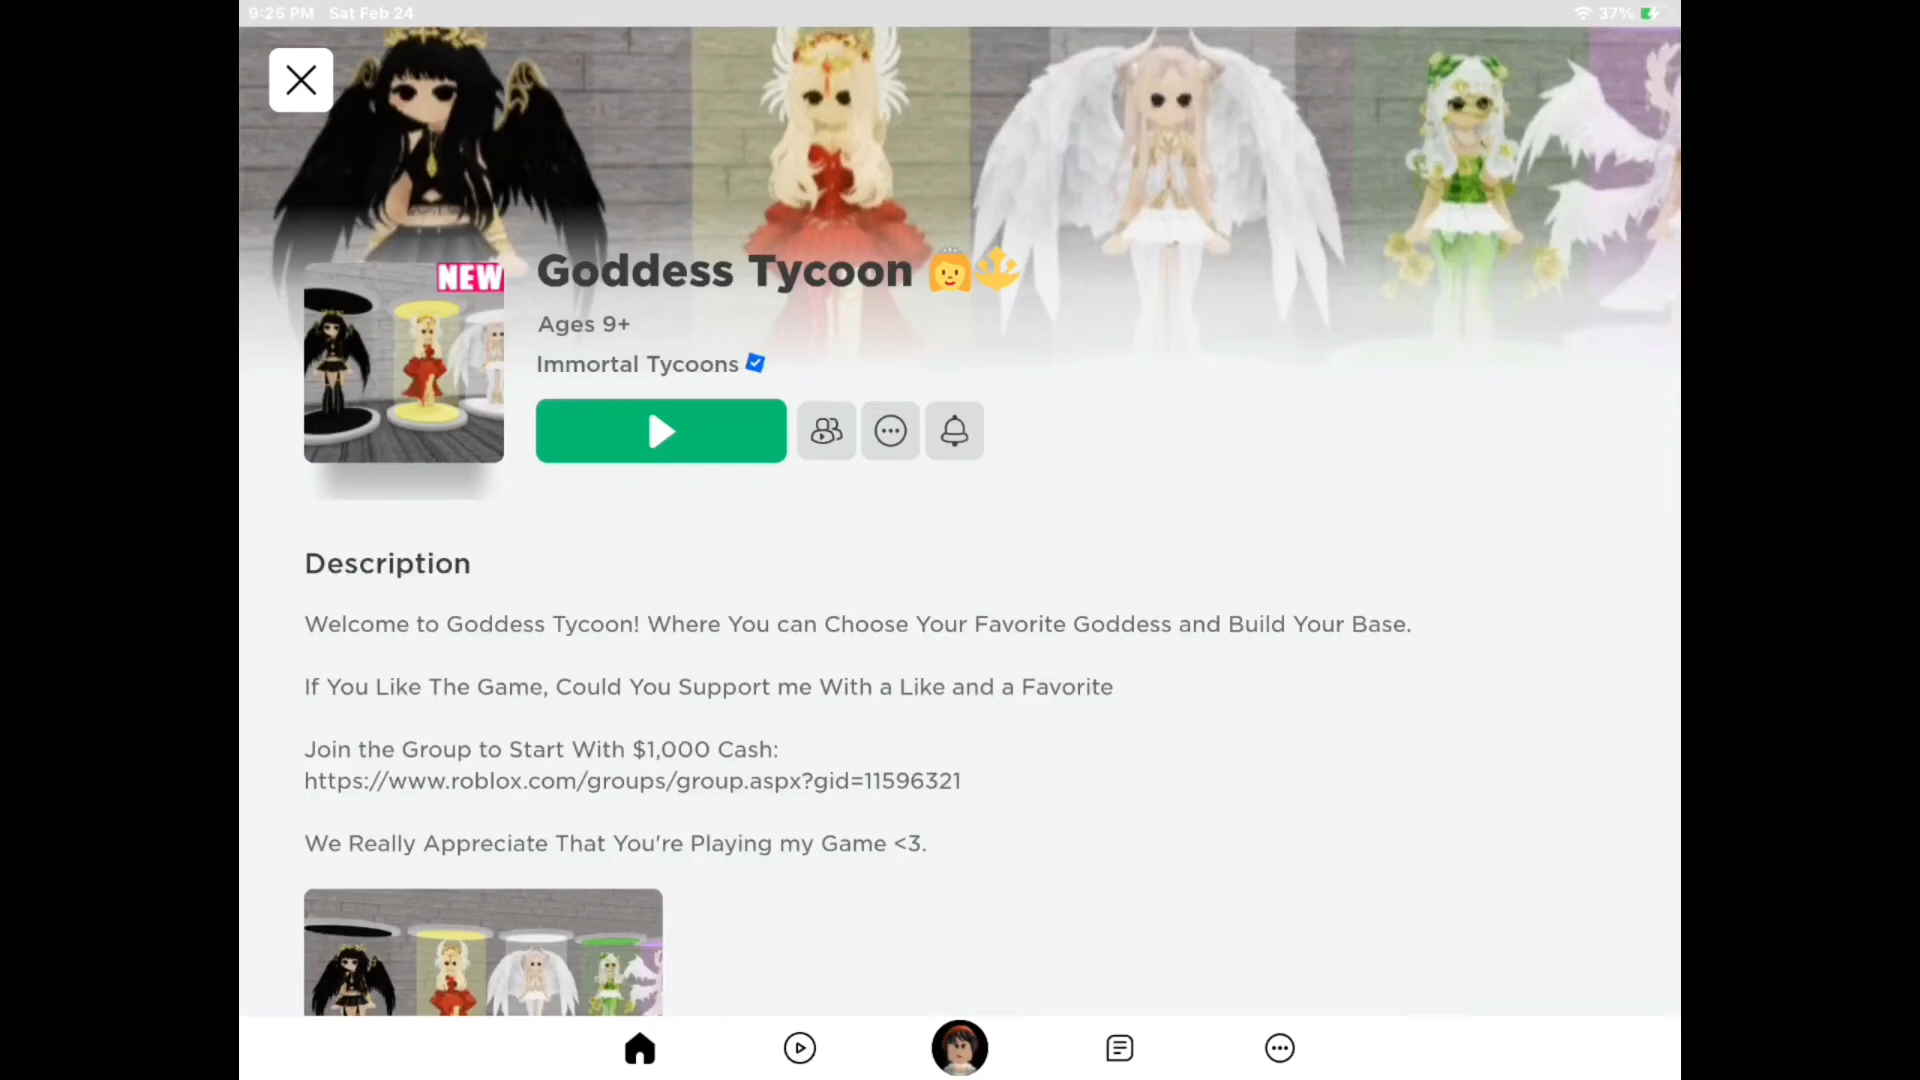 9:25 PM Sat Feb 24
37%
NEW
Goddess Tycoon
Ages 9+
Immortal Tycoons
Description
Welcome to Goddess Tycoon! Where You can Choose Your Favorite Goddess and Build Your Base.
If You Like The Game, Could You Support me With a Like and a Favorite
Join the Group to Start With $1,000 Cash:
https://www.roblox.com/groups/group.aspx?gid=11596321
We Really Appreciate That You're Playing my Game <3.